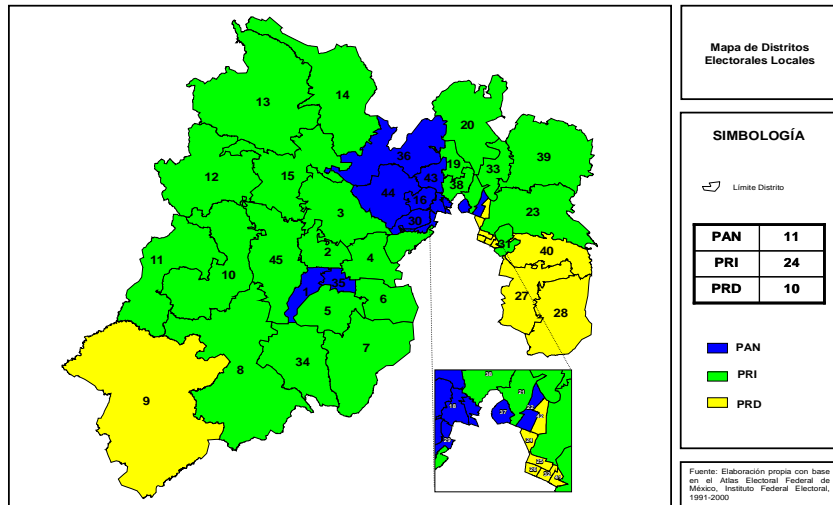 Mapa de Distritos
Electorales Locales
SIMBOLOGÍA
Límite Distrito
PAN 11
PRI 24
PRD 10
PAN
PRI
PRD
Fuente: Elaboración propia con base
en el Atlas Electoral Federal de
México, Instituto Federal Electoral,
1991-2000
13
14
20
36
39
19
33
12
15
44
43
38
16
3
23
30
11
10
45
2
4
31
40
1
35
5
6
27
28
8
34
7
9
18
37